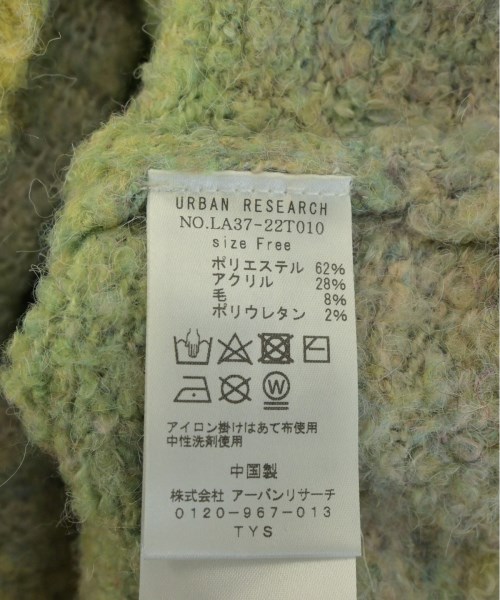 URBAN RESEARCH
NO.LA37-22T010
size Free
ポリエステル 62%
アクリル 28%
毛 8%
ポリウレタン 2%
W
アイロン掛けはあて布使用
中性洗剤使用
中国製
株式会社 アーバンリサーチ
0120-967-013
TYS